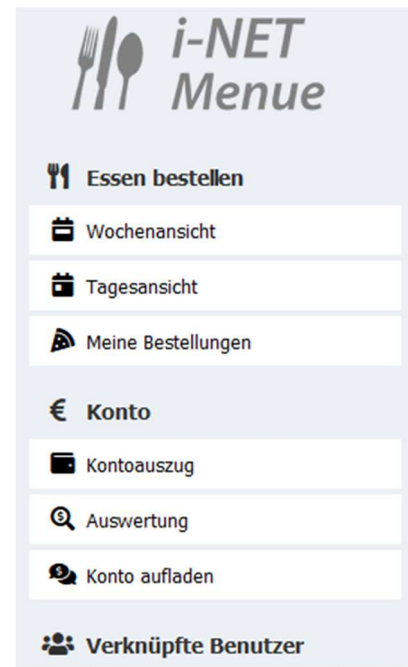 i-NET
Menue
Essen bestellen
Wochenansicht
Tagesansicht
Meine Bestellungen
€ Konto
Kontoauszug
Auswertung
Konto aufladen
Verknüpfte Benutzer